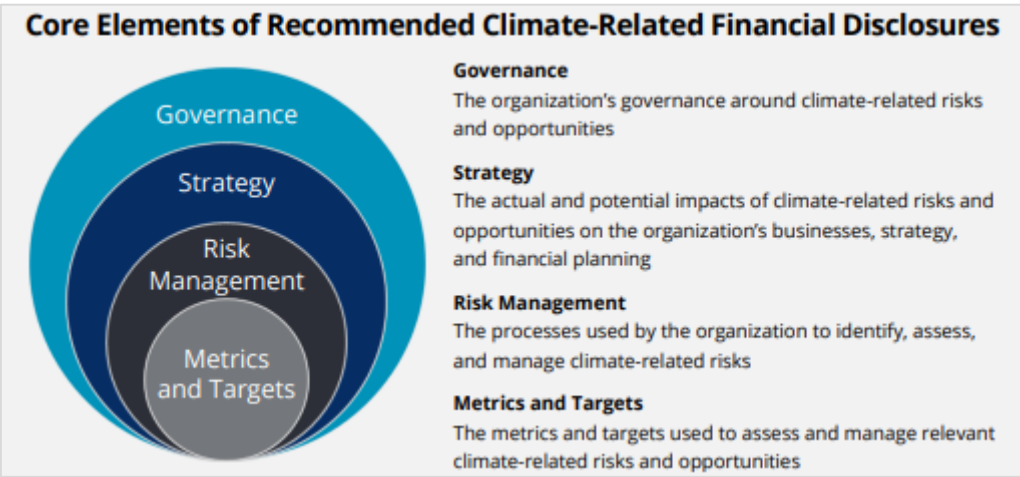 Core Elements of Recommended Climate-Related Financial Disclosures
Governance
Strategy
Risk
Management
Metrics
and Targets
Governance
The organization’s governance around climate-related risks
and opportunities
Strategy
The actual and potential impacts of climate-related risks and
opportunities on the organization’s businesses, strategy,
and financial planning
Risk Management
The processes used by the organization to identify, assess,
and manage climate-related risks
Metrics and Targets
The metrics and targets used to assess and manage relevant
climate-related risks and opportunities